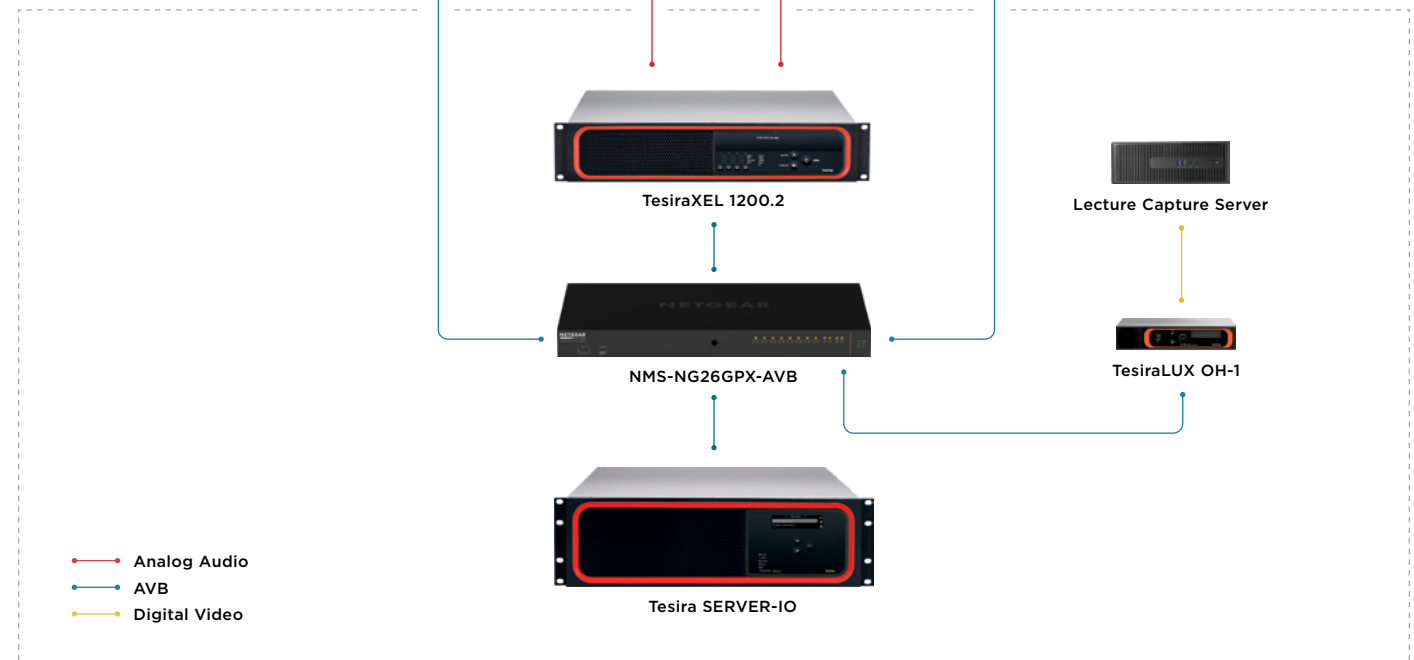 TesiraXEL 1200.2
Lecture Capture Server
NETGEAR
NETGEAR
NMS-NG26GPX-AVB
TesiraLUX OH-1
Analog Audio
AVB
Digital Video
Tesira SERVER-IO